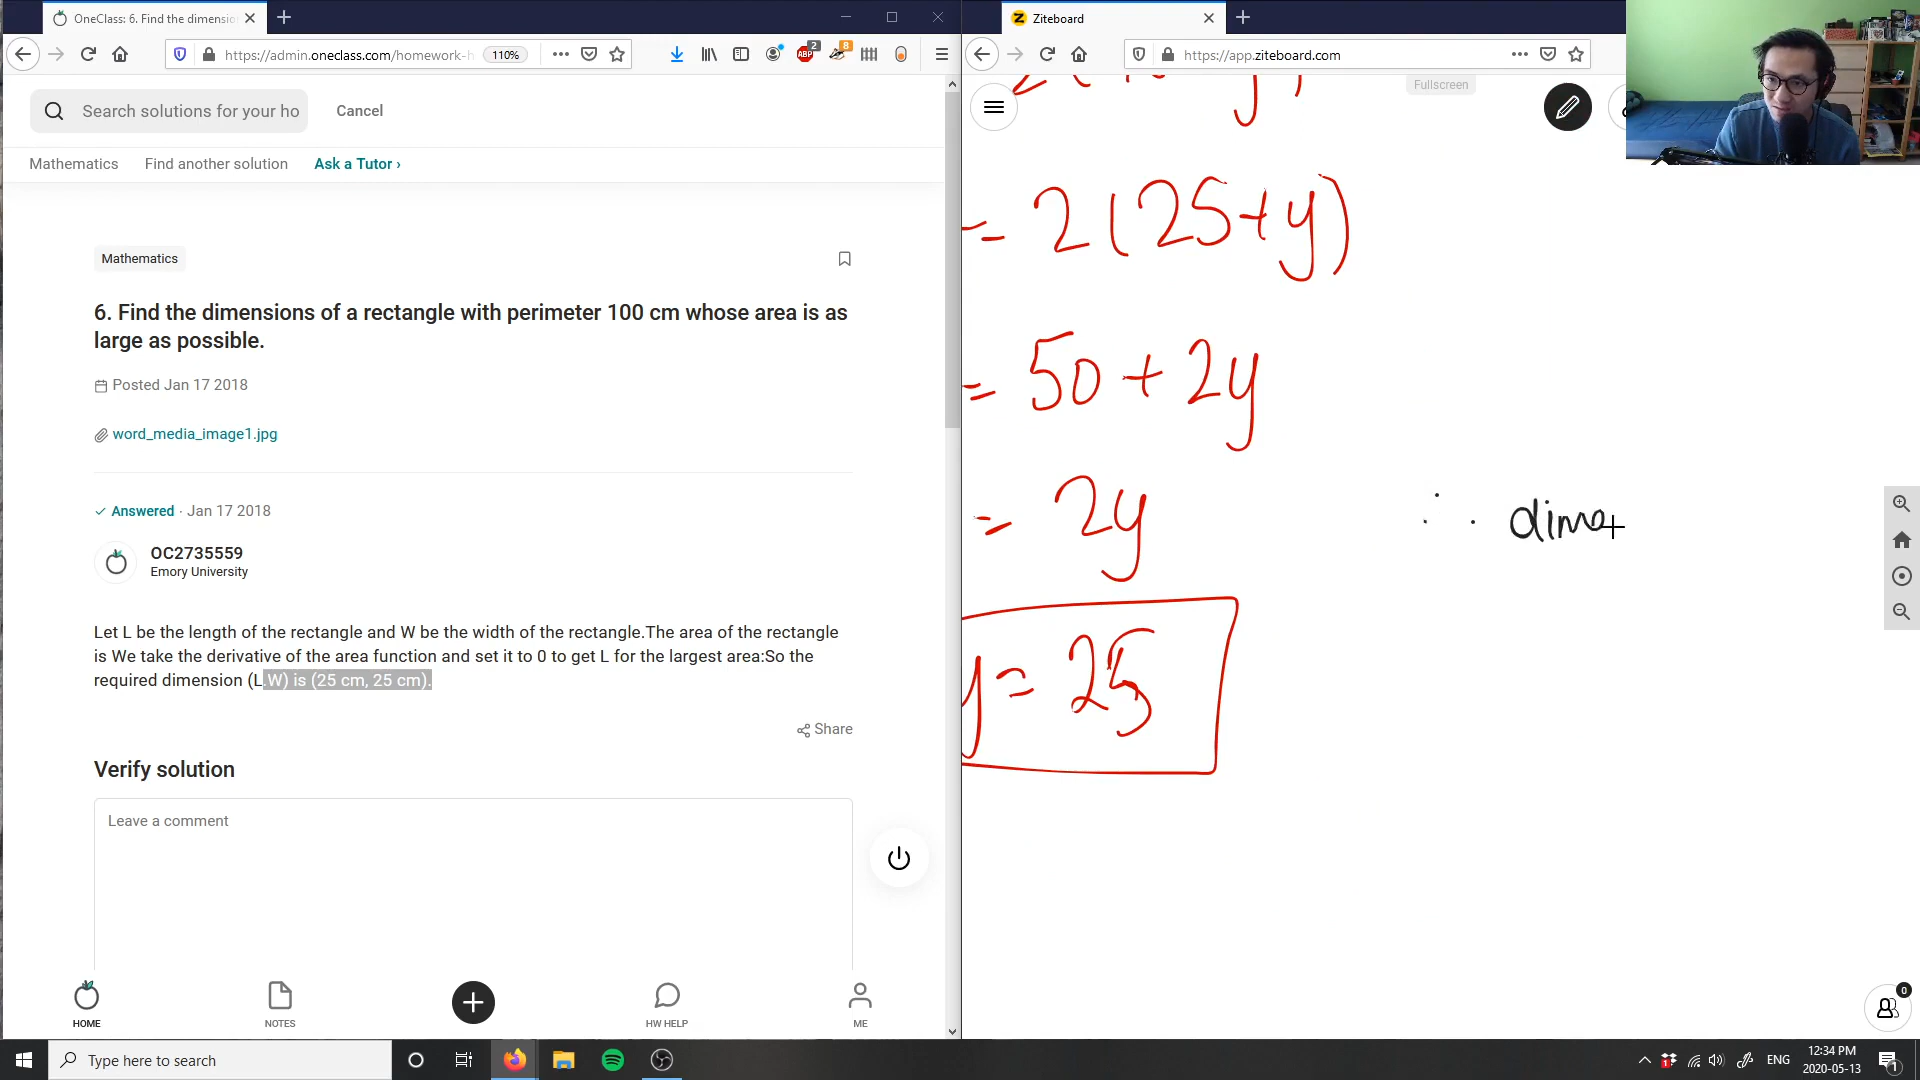 OneClass: 6. Find the dimensio
Ziteboard
https://admin.oneclass.com/homework-h
110%
2
8
https://app.ziteboard.com
Search solutions for your ho
Cancel
Fullscreen
Mathematics
Find another solution
Ask a Tutor ›
= 2(25+y)
Mathematics
6. Find the dimensions of a rectangle with perimeter 100 cm whose area is as
large as possible.
Posted Jan 17 2018
= 50 + 2y
word_media_image1.jpg
Answered · Jan 17 2018
= 2y
∴ dime
OC2735559
Emory University
Let L be the length of the rectangle and W be the width of the rectangle.The area of the rectangle
is We take the derivative of the area function and set it to 0 to get L for the largest area:So the
required dimension (L W) is (25 cm, 25 cm).
y = 25
Share
Verify solution
Leave a comment
HOME
NOTES
HW HELP
ME
0
Type here to search
ENG
12:34 PM
2020-05-13
1